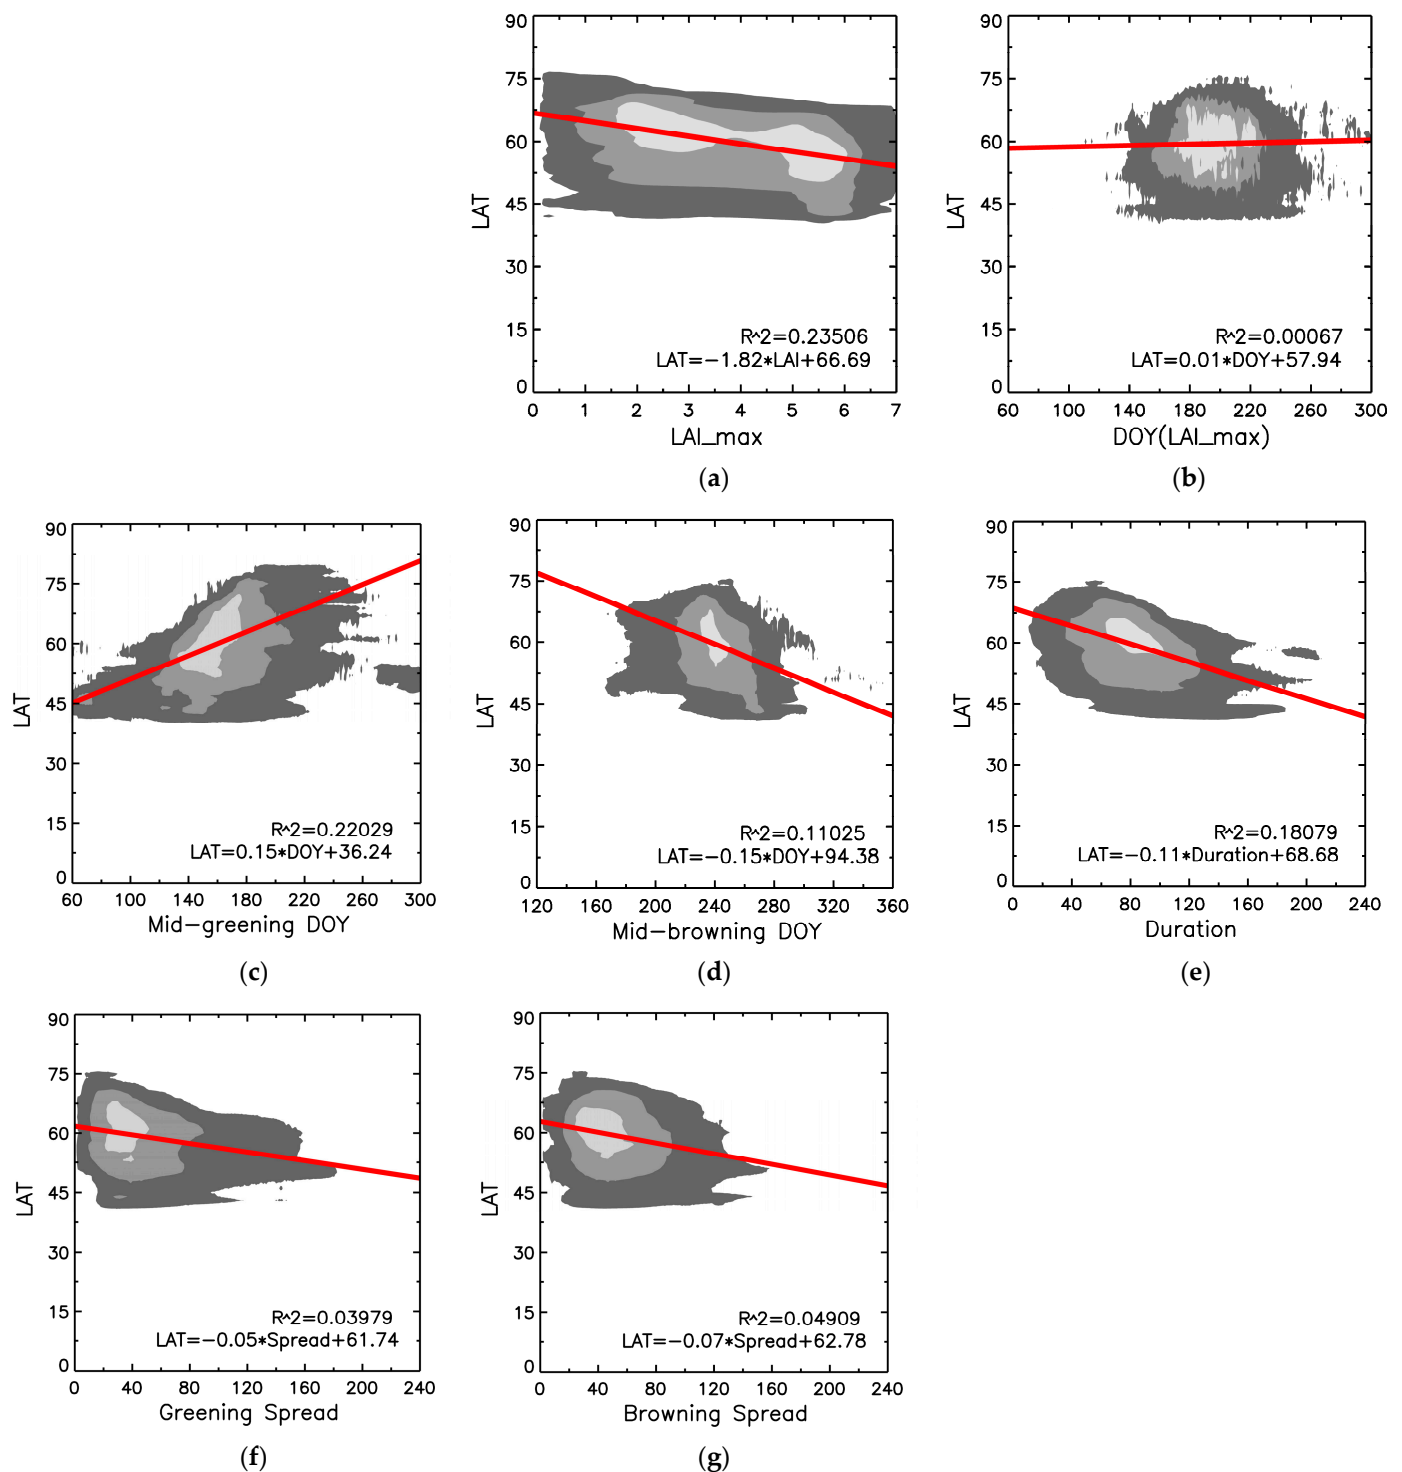 90
75
60
45
30
15
0
LAT
R^2=0.23506
LAT=−1.82*LAI+66.69
0 1 2 3 4 5 6 7
LAI_max
(a)
90
75
60
45
30
15
0
LAT
R^2=0.00067
LAT=0.01*DOY+57.94
60 100 140 180 220 260 300
DOY(LAI_max)
(b)
90
75
60
45
30
15
0
LAT
R^2=0.22029
LAT=0.15*DOY+36.24
60 100 140 180 220 260 300
Mid−greening DOY
(c)
90
75
60
45
30
15
0
LAT
R^2=0.11025
LAT=−0.15*DOY+94.38
120 160 200 240 280 320 360
Mid−browning DOY
(d)
90
75
60
45
30
15
0
LAT
R^2=0.18079
LAT=−0.11*Duration+68.68
0 40 80 120 160 200 240
Duration
(e)
90
75
60
45
30
15
0
LAT
R^2=0.03979
LAT=−0.05*Spread+61.74
0 40 80 120 160 200 240
Greening Spread
(f)
90
75
60
45
30
15
0
LAT
R^2=0.04909
LAT=−0.07*Spread+62.78
0 40 80 120 160 200 240
Browning Spread
(g)